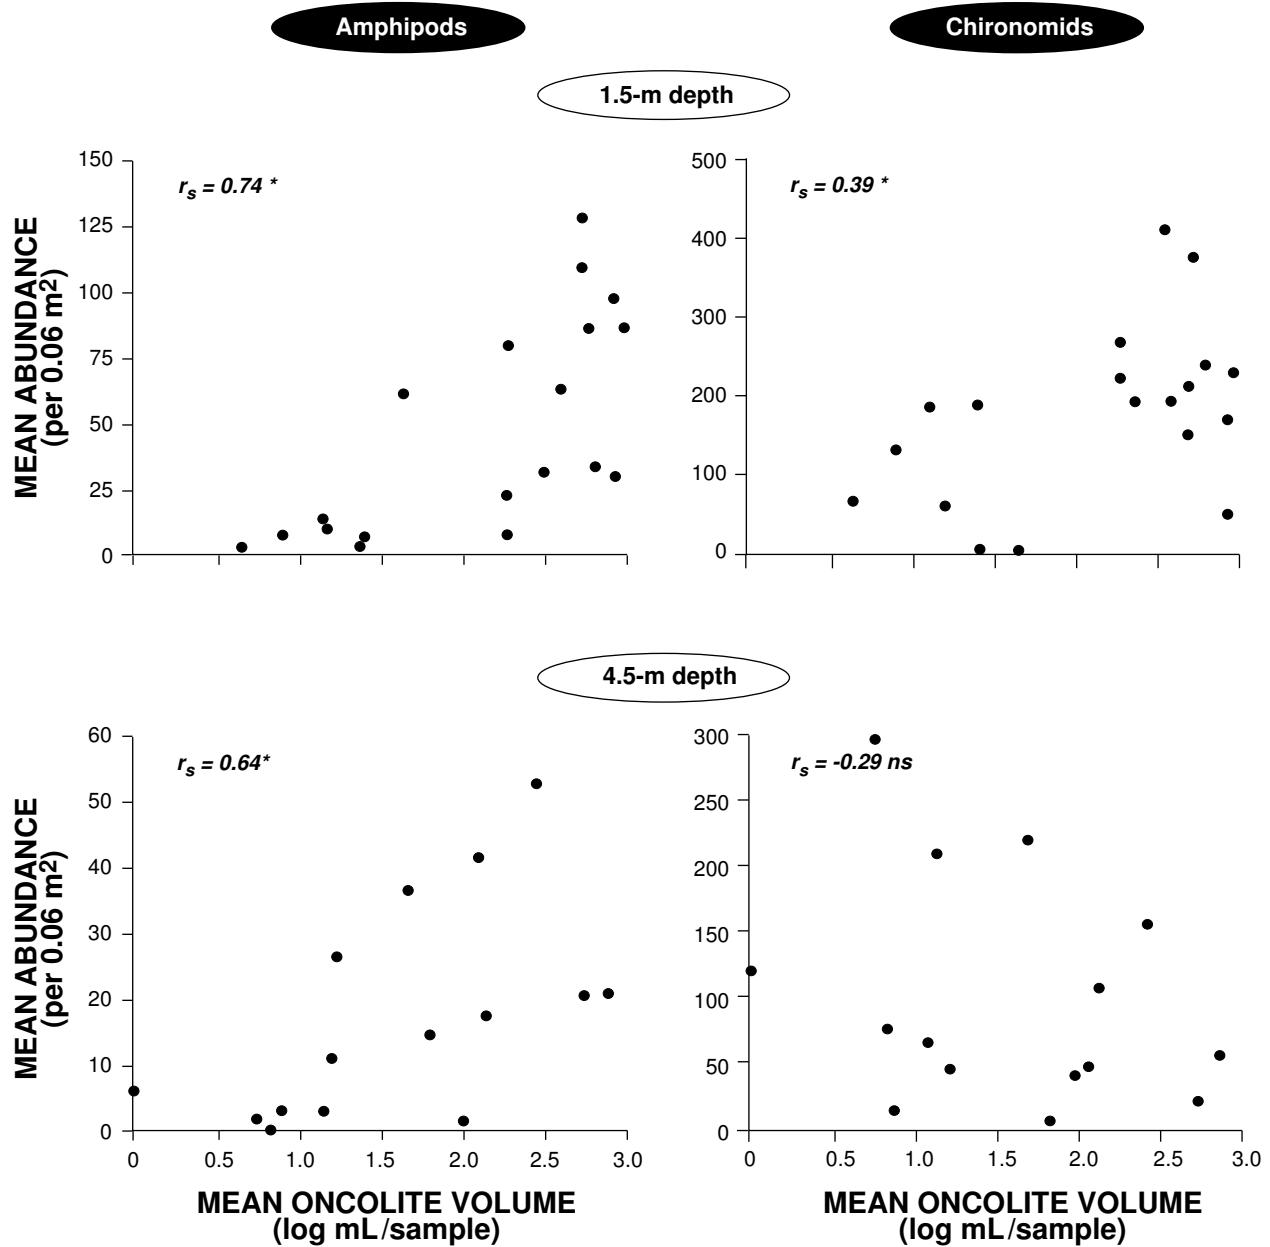 Amphipods
Chironomids
1.5-m depth
MEAN ABUNDANCE
(per 0.06 m2)
150
125
100
75
50
25
0
rs = 0.74 *
500
400
300
200
100
0
rs = 0.39 *
4.5-m depth
MEAN ABUNDANCE
(per 0.06 m2)
60
50
40
30
20
10
0
rs = 0.64*
0 0.5 1.0 1.5 2.0 2.5 3.0
MEAN ONCOLITE VOLUME
(log mL/sample)
300
250
200
150
100
50
0
rs = -0.29 ns
0 0.5 1.0 1.5 2.0 2.5 3.0
MEAN ONCOLITE VOLUME
(log mL/sample)